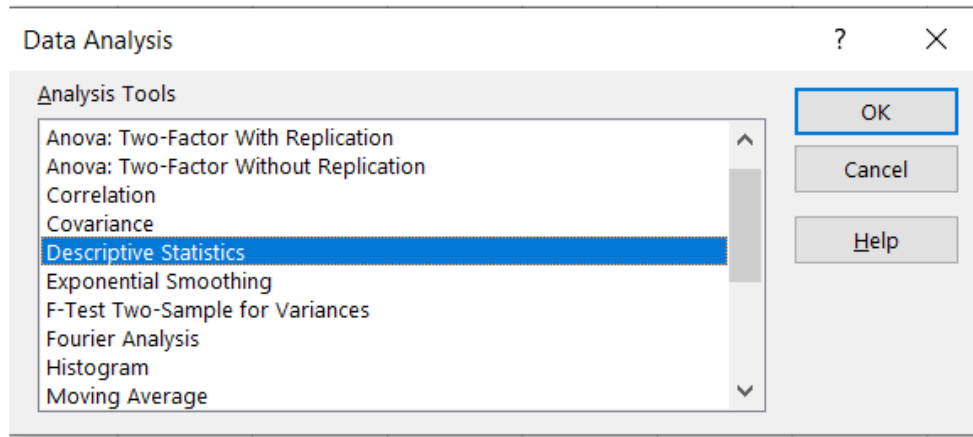 Data Analysis ?
Analysis Tools
OK
Anova: Two-Factor With Replication
Anova: Two-Factor Without Replication
Cancel
Correlation
Covariance
Help
Descriptive Statistics
Exponential Smoothing
F-Test Two-Sample for Variances
Fourier Analysis
Histogram
Moving Average